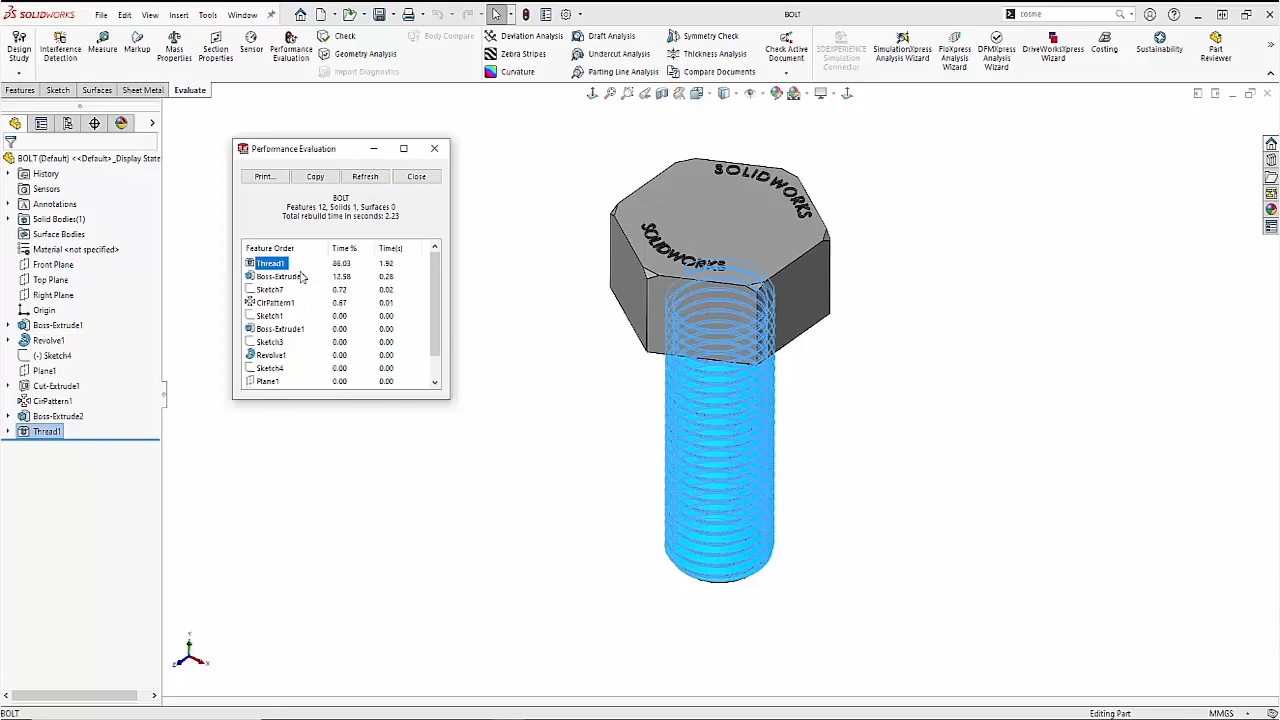 SOLIDWORKS File Edit View Insert Tools Window BOLT cosme
Design Study
Interference Detection
Measure
Markup
Mass Properties
Section Properties
Sensor
Performance Evaluation
Check
Geometry Analysis
Import Diagnostics
Body Compare
Deviation Analysis
Zebra Stripes
Curvature
Draft Analysis
Undercut Analysis
Parting Line Analysis
Symmetry Check
Thickness Analysis
Compare Documents
Check Active Document
3DEXPERIENCE Simulation Connector
SimulationXpress Analysis Wizard
FloXpress Analysis Wizard
DFMXpress Analysis Wizard
DriveWorksXpress Wizard
Costing
Sustainability
Part Reviewer
Features Sketch Surfaces Sheet Metal Evaluate
BOLT (Default) <<Default>_Display State
History
Sensors
Annotations
Solid Bodies(1)
Surface Bodies
Material <not specified>
Front Plane
Top Plane
Right Plane
Origin
Boss-Extrude1
Revolve1
(-) Sketch4
Plane1
Cut-Extrude1
CirPattern1
Boss-Extrude2
Thread1
Performance Evaluation
Print... Copy Refresh Close
BOLT
Features 12, Solids 1, Surfaces 0
Total rebuild time in seconds: 2.23
Feature Order Time % Time(s)
Thread1 86.03 1.92
Boss-Extrude 12.58 0.28
Sketch7 0.72 0.02
CirPattern1 0.67 0.01
Sketch1 0.00 0.00
Boss-Extrude1 0.00 0.00
Sketch3 0.00 0.00
Revolve1 0.00 0.00
Sketch4 0.00 0.00
Plane1 0.00 0.00
SOLIDWORKS
SOLIDWORKS
Y
Z X
BOLT Editing Part MMGS